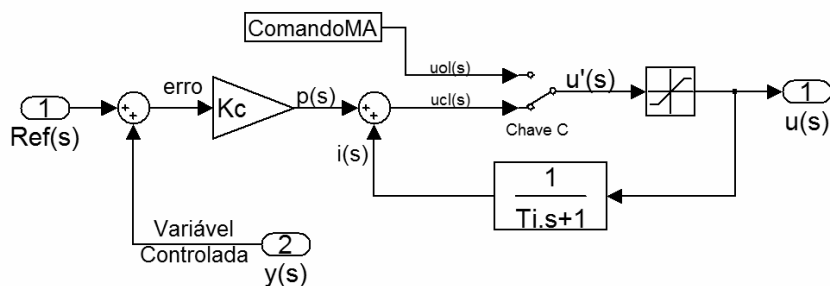 ComandoMA
uol(s)
u'(s)
erro
p(s)
ucl(s)
1
Kc
1
Ref(s)
i(s)
Chave C
u(s)
1
Ti.s+1
Variável
Controlada
2
y(s)